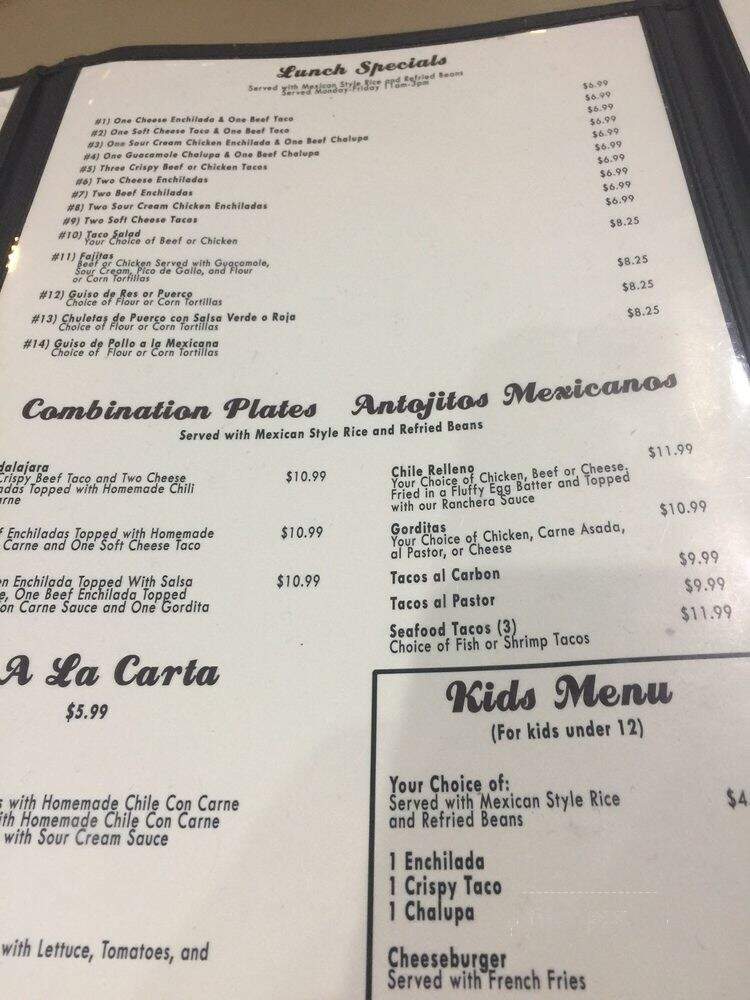 Lunch Specials
Served with Mexican Style Rice and Refried Beans
Served Monday-Friday 11am-3pm
#1) One Cheese Enchilada & One Beef Taco $6.99
#2) One Soft Cheese Taco & One Beef Taco $6.99
#3) One Sour Cream Chicken Enchilada & One Beef Chalupa $6.99
#4) One Guacamole Chalupa & One Beef Chalupa $6.99
#5) Three Crispy Beef or Chicken Tacos $6.99
#6) Two Cheese Enchiladas $6.99
#7) Two Beef Enchiladas $6.99
#8) Two Sour Cream Chicken Enchiladas $6.99
#9) Two Soft Cheese Tacos $6.99
#10) Taco Salad $6.99
Your Choice of Beef or Chicken
#11) Fajitas $8.25
Beef or Chicken Served with Guacamole,
Sour Cream, Pico de Gallo, and Flour
or Corn Tortillas
#12) Guiso de Res or Puerco $8.25
Choice of Flour or Corn Tortillas
#13) Chuletas de Puerco con Salsa Verde o Roja $8.25
Choice of Flour or Corn Tortillas
#14) Guiso de Pollo a la Mexicana $8.25
Choice of Flour or Corn Tortillas
Combination Plates Antojitos Mexicanos
Served with Mexican Style Rice and Refried Beans
dalajara
Crispy Beef Taco and Two Cheese $10.99
adas Topped with Homemade Chili
arne
f Enchiladas Topped with Homemade $10.99
Carne and One Soft Cheese Taco
en Enchilada Topped With Salsa $10.99
e, One Beef Enchilada Topped
on Carne Sauce and One Gordita
Chile Relleno $11.99
Your Choice of Chicken, Beef or Cheese.
Fried in a Fluffy Egg Batter and Topped
with our Ranchera Sauce
Gorditas $10.99
Your Choice of Chicken, Carne Asada,
al Pastor, or Cheese
Tacos al Carbon $9.99
Tacos al Pastor $9.99
Seafood Tacos (3) $11.99
Choice of Fish or Shrimp Tacos
A La Carta
$5.99
s with Homemade Chile Con Carne
ith Homemade Chile Con Carne
with Sour Cream Sauce
with Lettuce, Tomatoes, and
Kids Menu
(For kids under 12)
Your Choice of:
Served with Mexican Style Rice $4.
and Refried Beans
1 Enchilada
1 Crispy Taco
1 Chalupa
Cheeseburger
Served with French Fries